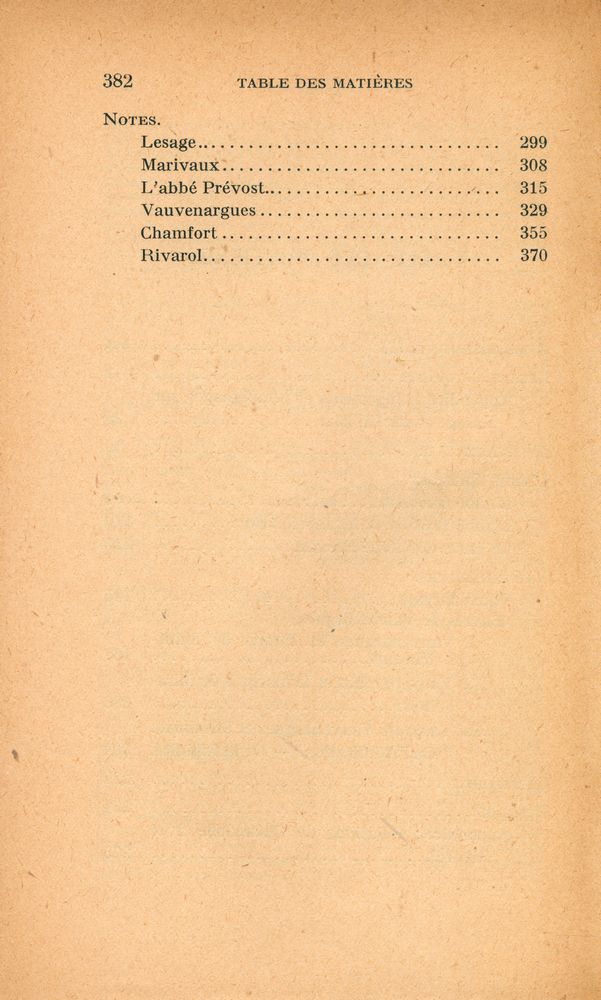 382 TABLE DES MATIÈRES
NOTES.
Lesage................................. 299
Marivaux............................... 308
L'abbé Prévost.......................... 315
Vauvenargues........................... 329
Chamfort............................... 355
Rivarol................................. 370